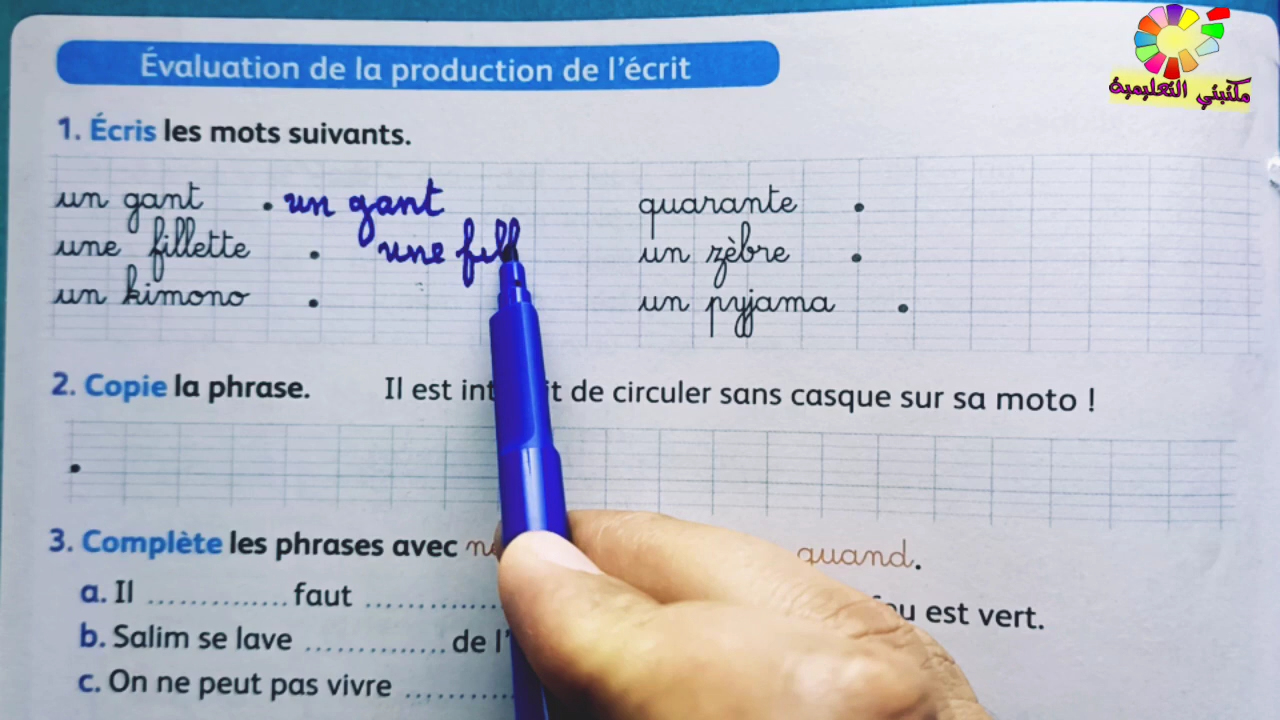 Évaluation de la production de l'écrit
مكتبتي التعليمية
1. Écris les mots suivants.
un gant . un gant quarante .
une fillette . une fill un zèbre .
un kimono . un pyjama .
2. Copie la phrase. Il est de circuler sans casque sur sa moto !
.
3. Complète les phrases avec quand.
a. Il .............. faut .............. est vert.
b. Salim se lave .............. de l'
c. On ne peut pas vivre ..............